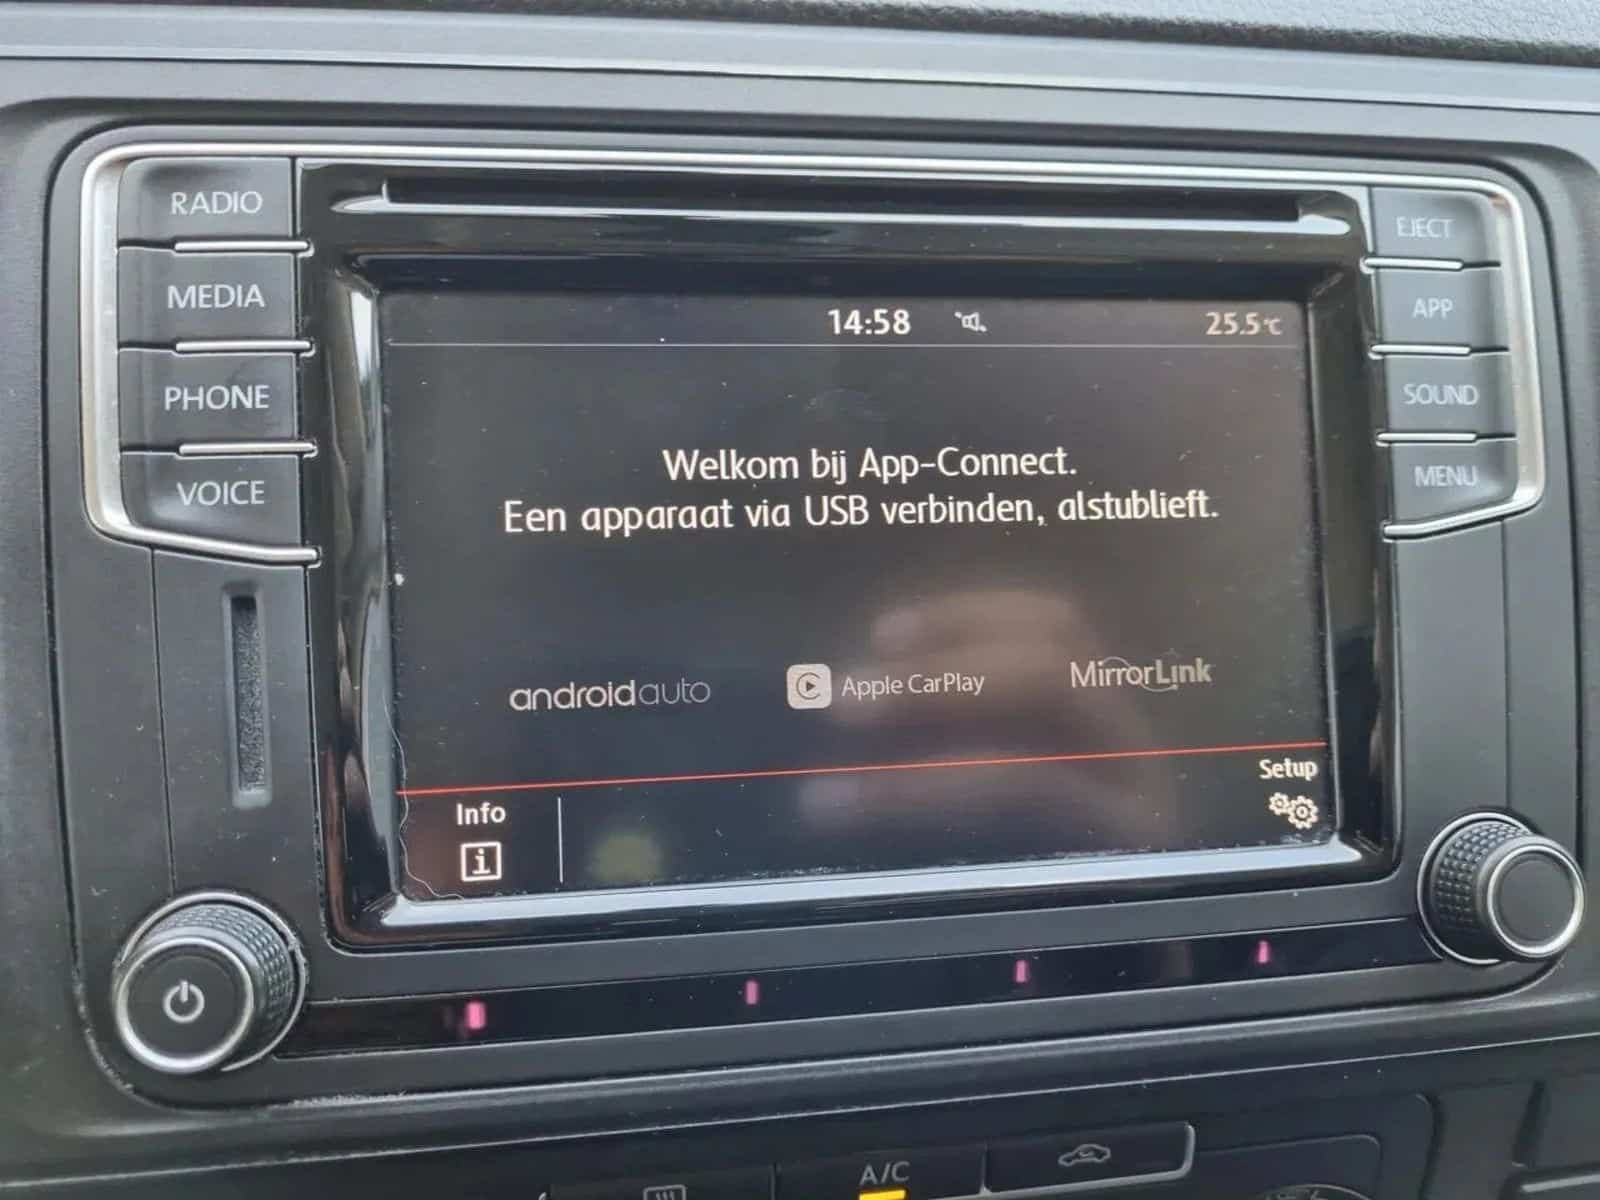 RADIO
MEDIA
PHONE
VOICE
EJECT
APP
SOUND
MENU
14:58
25.5°C
Welkom bij App-Connect.
Een apparaat via USB verbinden, alstublieft.
androidauto
Apple CarPlay
MirrorLink
Info
i
Setup
A/C